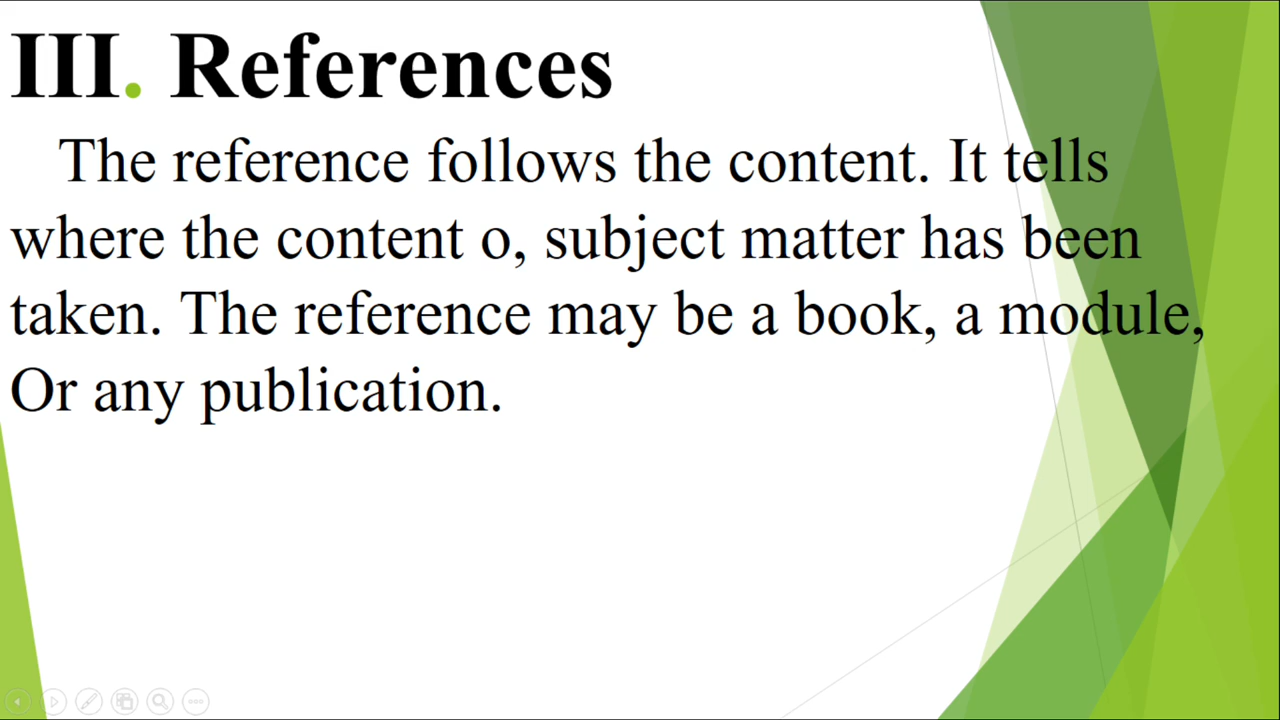 III. References
The reference follows the content. It tells
where the content o, subject matter has been
taken. The reference may be a book, a module,
Or any publication.